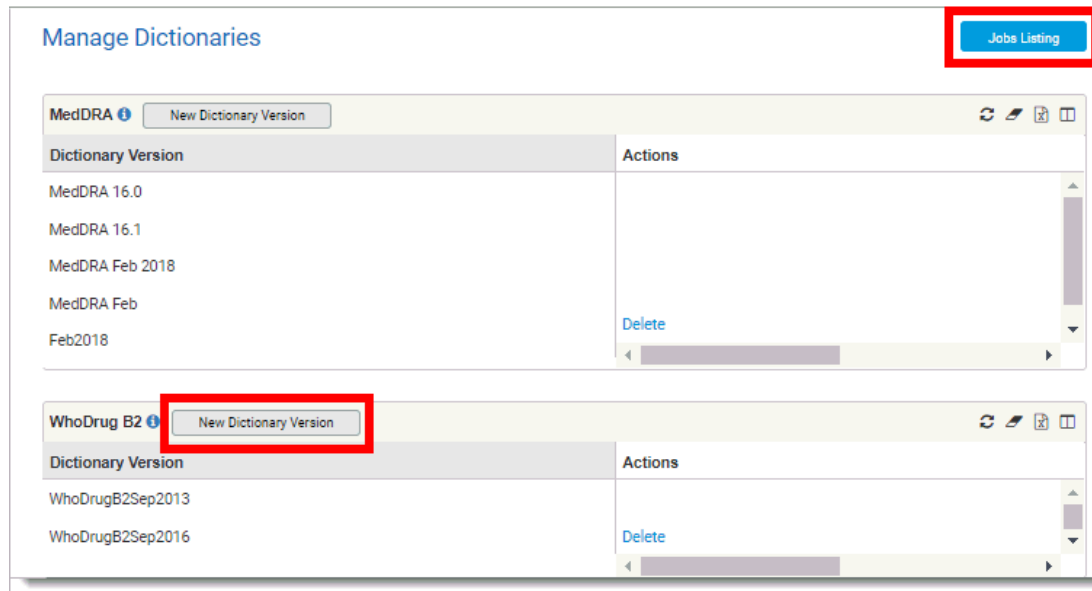 Manage Dictionaries
Jobs Listing
MedDRA New Dictionary Version
Dictionary Version Actions
MedDRA 16.0
MedDRA 16.1
MedDRA Feb 2018
MedDRA Feb
Delete
Feb2018
WhoDrug B2 New Dictionary Version
Dictionary Version Actions
WhoDrugB2Sep2013
WhoDrugB2Sep2016 Delete